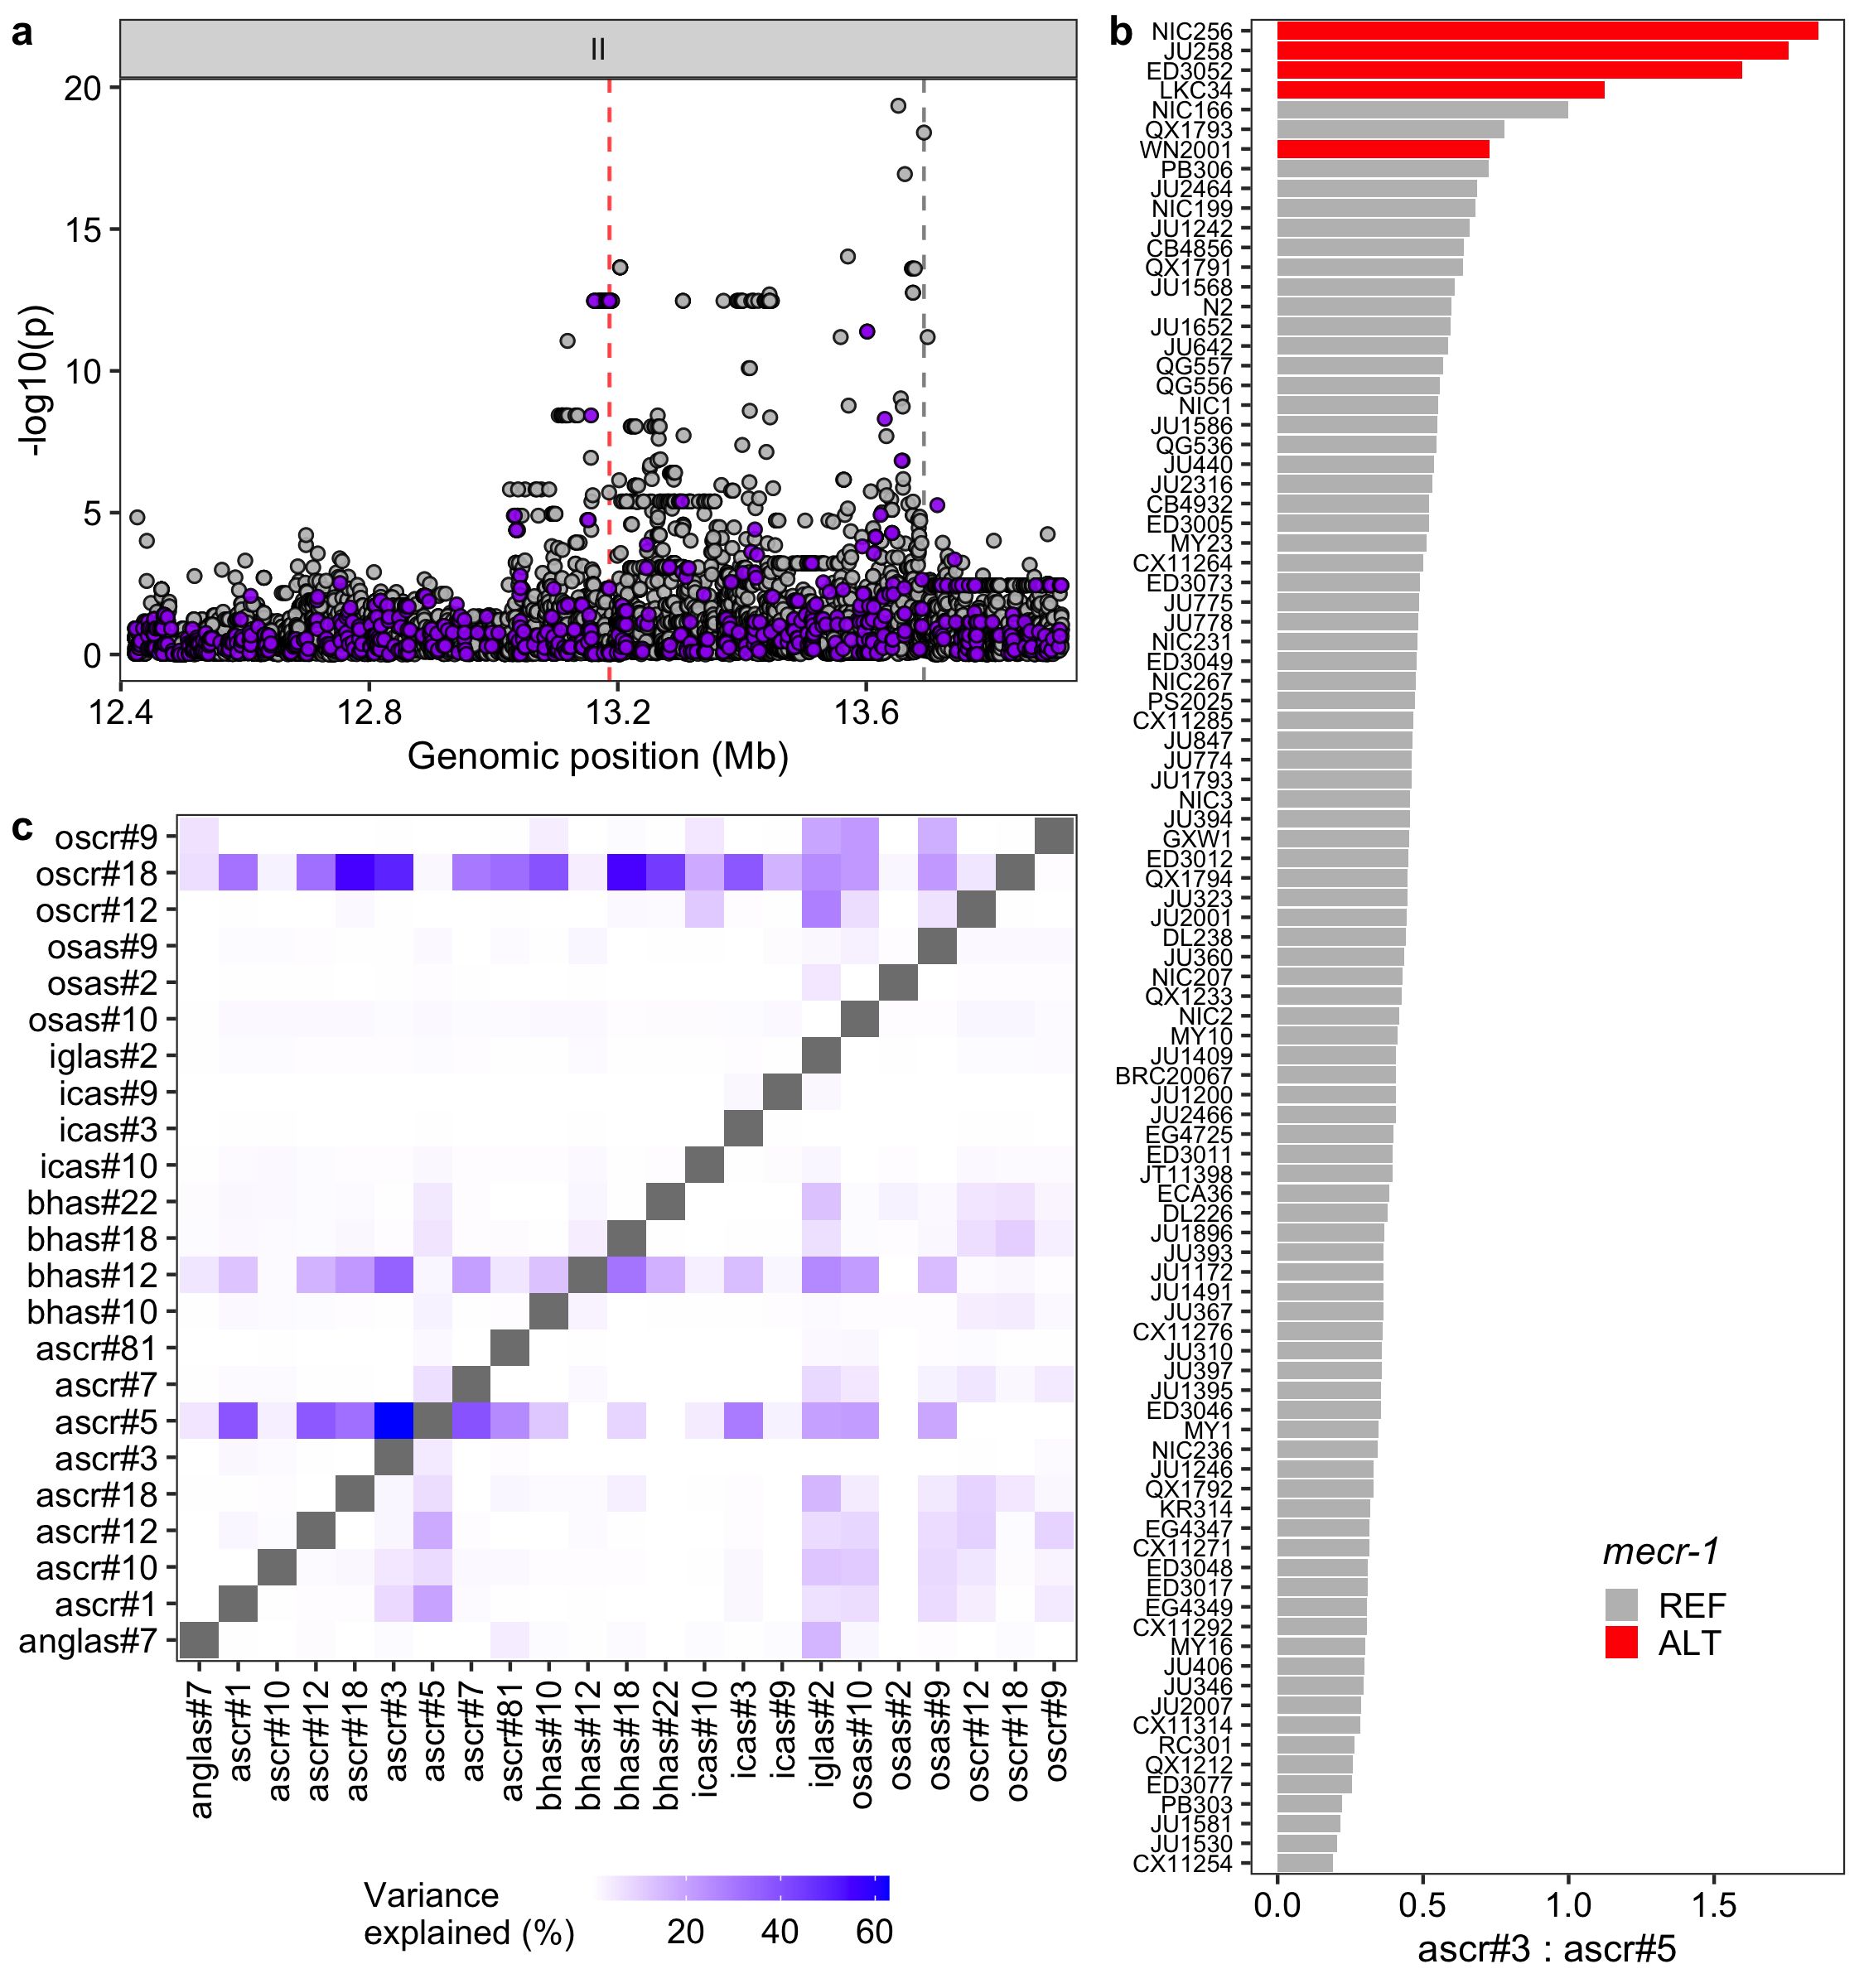 a
II
20
15
10
5
0
-log10(p)
12.4 12.8 13.2 13.6
Genomic position (Mb)
b
NIC256
JU258
ED3052
LKC34
NIC166
QX1793
WN2001
PB306
JU2464
NIC199
JU1242
CB4856
QX1791
JU1568
N2
JU1652
JU642
QG557
QG556
NIC1
JU1586
QG536
JU440
JU2316
CB4932
ED3005
MY23
CX11264
ED3073
JU775
JU778
NIC231
ED3049
NIC267
PS2025
CX11285
JU847
JU774
JU1793
NIC3
JU394
GXW1
ED3012
QX1794
JU323
JU2001
DL238
JU360
NIC207
QX1233
NIC2
MY10
JU1409
BRC20067
JU1200
JU2466
EG4725
ED3011
JT11398
ECA36
DL226
JU1896
JU393
JU1172
JU1491
JU367
CX11276
JU310
JU397
JU1395
ED3046
MY1
NIC236
JU1246
QX1792
KR314
EG4347
CX11271
ED3048
ED3017
EG4349
CX11292
MY16
JU406
JU346
JU2007
CX11314
RC301
QX1212
ED3077
PB303
JU1581
JU1530
CX11254
0.0 0.5 1.0 1.5
ascr#3 : ascr#5
mecr-1
REF
ALT
c
oscr#9
oscr#18
oscr#12
osas#9
osas#2
osas#10
iglas#2
icas#9
icas#3
icas#10
bhas#22
bhas#18
bhas#12
bhas#10
ascr#81
ascr#7
ascr#5
ascr#3
ascr#18
ascr#12
ascr#10
ascr#1
anglas#7
anglas#7
ascr#1
ascr#10
ascr#12
ascr#18
ascr#3
ascr#5
ascr#7
ascr#81
bhas#10
bhas#12
bhas#18
bhas#22
icas#10
icas#3
icas#9
iglas#2
osas#10
osas#2
osas#9
oscr#12
oscr#18
oscr#9
Variance
explained (%)
20 40 60